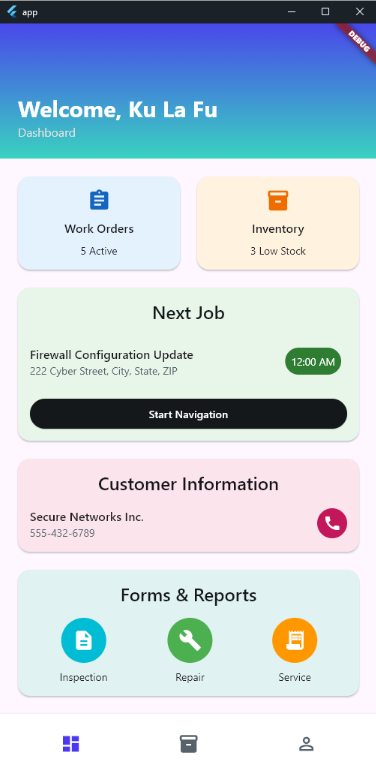 app
DEBUG
Welcome, Ku La Fu
Dashboard
Work Orders
5 Active
Inventory
3 Low Stock
Next Job
Firewall Configuration Update
222 Cyber Street, City, State, ZIP
12:00 AM
Start Navigation
Customer Information
Secure Networks Inc.
555-432-6789
Forms & Reports
Inspection
Repair
Service